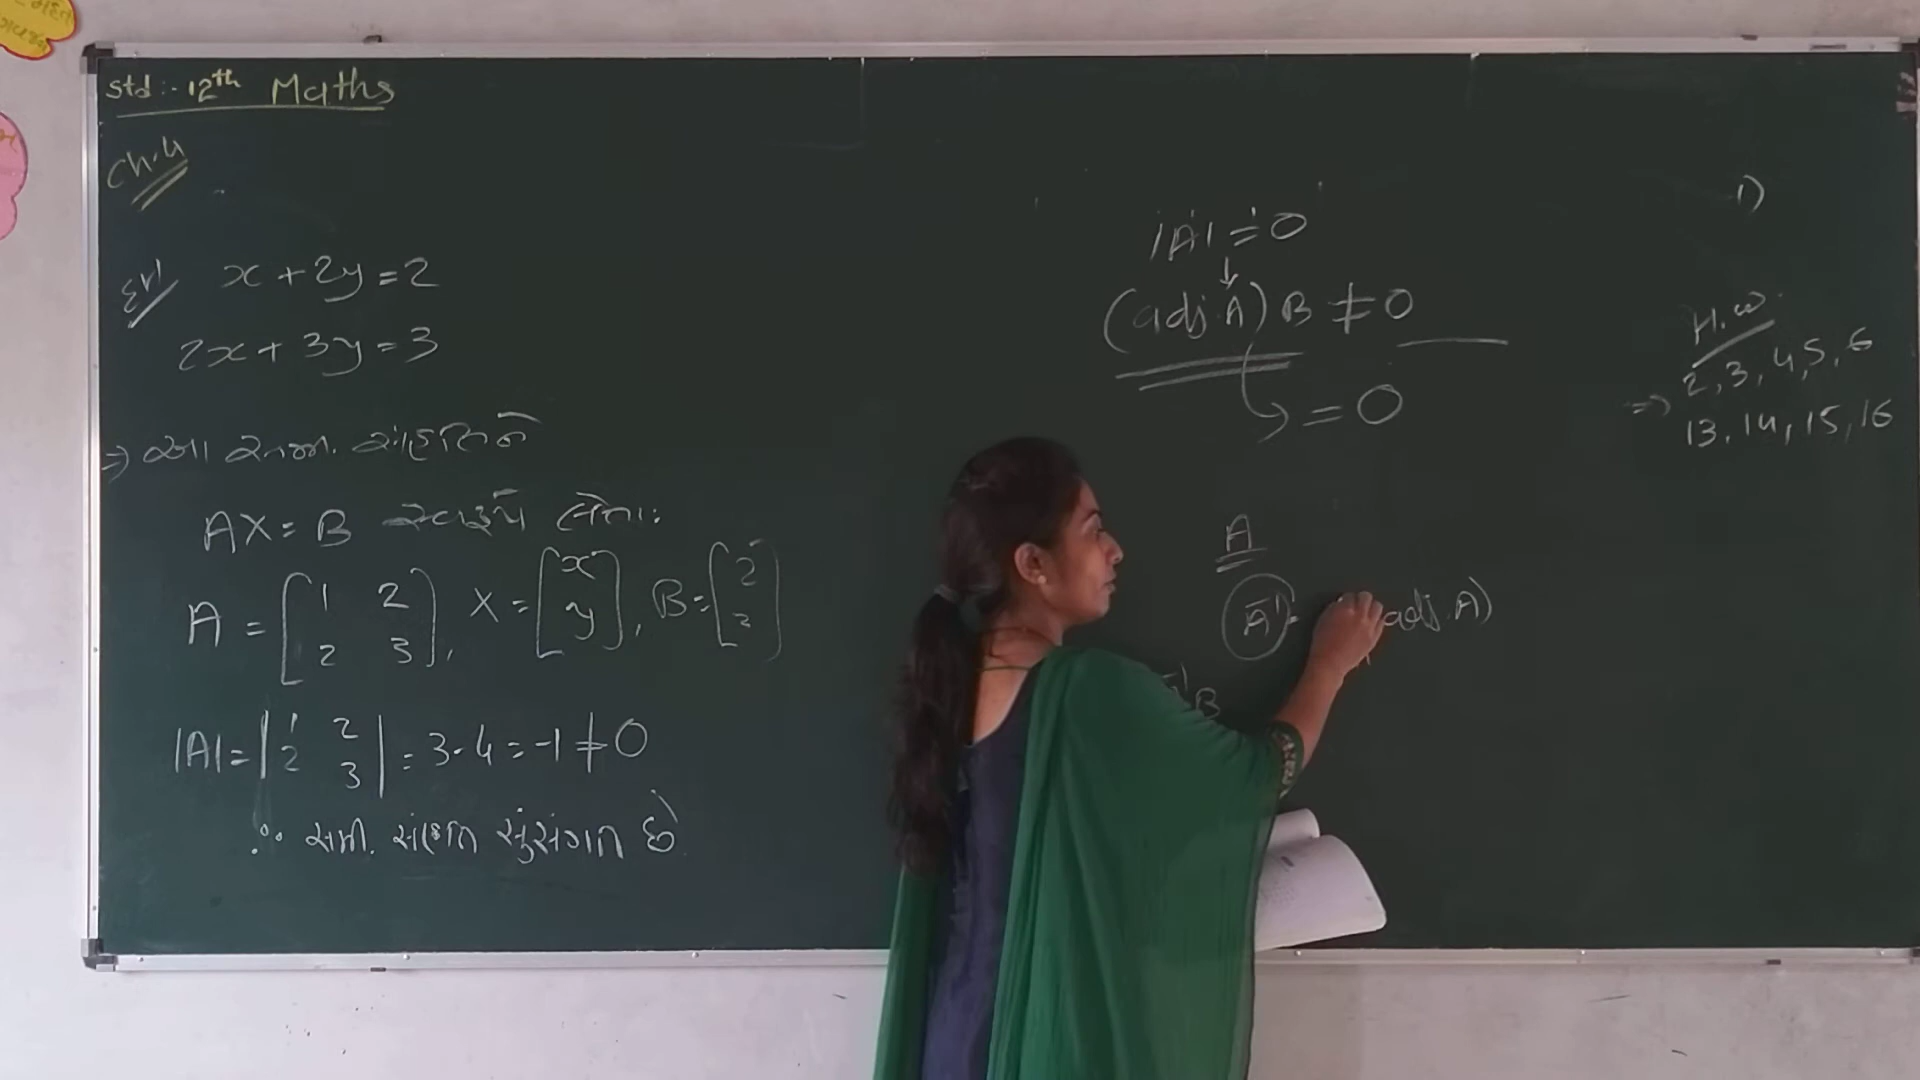 std :- 12th Maths
Ch.4
Ex1
x + 2y = 2
2x + 3y = 3
⇒ આ સમી. સંહતિને
AX = B સ્વરૂપે લેતા:
A = [1 2
2 3], X = [x
y], B = [2
3]
|A| = |1 2
2 3| = 3 - 4 = -1 ≠ 0
∴ સમી. સંહતિ સુસંગત છે
|A| = 0
↓
(adj.A) B ≠ 0
= 0
A
A⁻¹ = adj.A)
B
1)
H.W.
⇒ 2, 3, 4, 5, 6
13, 14, 15, 16